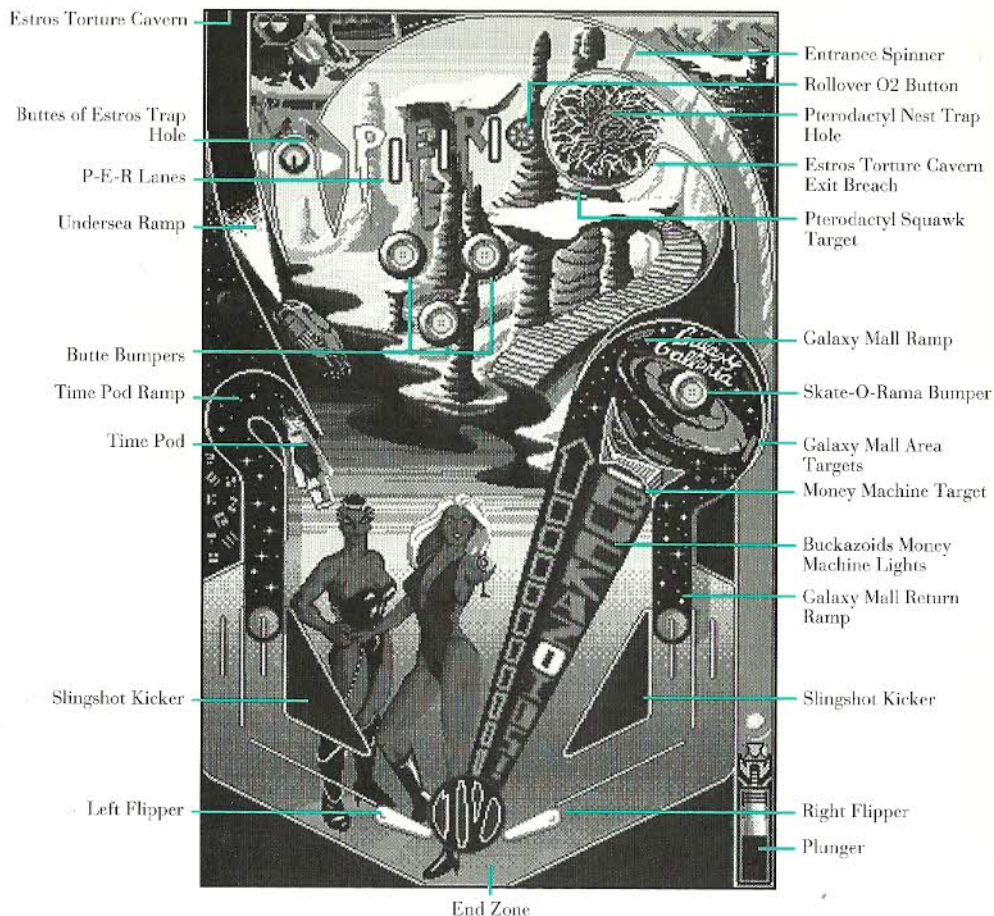 Estros Torture Cavern
Buttes of Estros Trap
Hole
P-E-R Lanes
Undersea Ramp
Butte Bumpers
Time Pod Ramp
Time Pod
Slingshot Kicker
Left Flipper
End Zone
Entrance Spinner
Rollover O2 Button
Pterodactyl Nest Trap
Hole
Estros Torture Cavern
Exit Breach
Pterodactyl Squawk
Target
Galaxy Mall Ramp
Skate-O-Rama Bumper
Galaxy Mall Area
Targets
Money Machine Target
Buckazoids Money
Machine Lights
Galaxy Mall Return
Ramp
Slingshot Kicker
Right Flipper
Plunger
P E R
Galaxy
Galleria